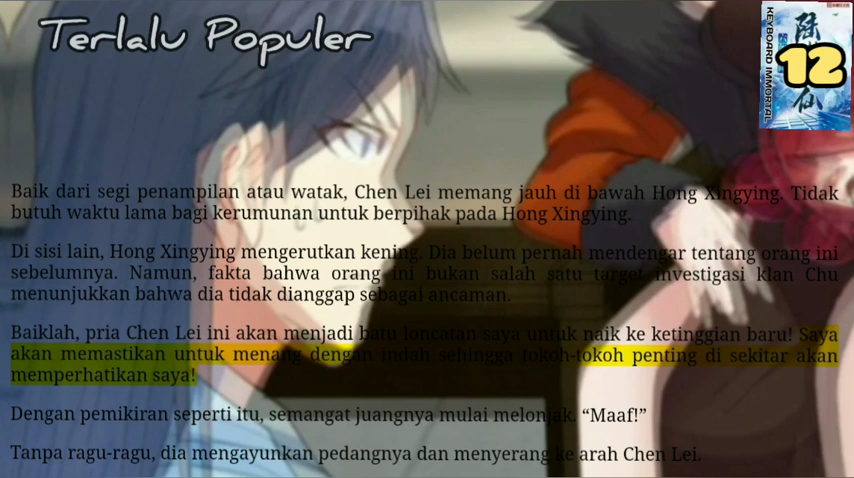 Terlalu Populer
KEYBOARD IMMORTAL
12
Baik dari segi penampilan atau watak, Chen Lei memang jauh di bawah Hong Xingying. Tidak
butuh waktu lama bagi kerumunan untuk berpihak pada Hong Xingying.
Di sisi lain, Hong Xingying mengerutkan kening. Dia belum pernah mendengar tentang orang ini
sebelumnya. Namun, fakta bahwa orang ini bukan salah satu target investigasi klan Chu
menunjukkan bahwa dia tidak dianggap sebagai ancaman.
Baiklah, pria Chen Lei ini akan menjadi batu loncatan saya untuk naik ke ketinggian baru! Saya
akan memastikan untuk menang dengan indah sehingga tokoh-tokoh penting di sekitar akan
memperhatikan saya!
Dengan pemikiran seperti itu, semangat juangnya mulai melonjak. “Maaf!”
Tanpa ragu-ragu, dia mengayunkan pedangnya dan menyerang ke arah Chen Lei.